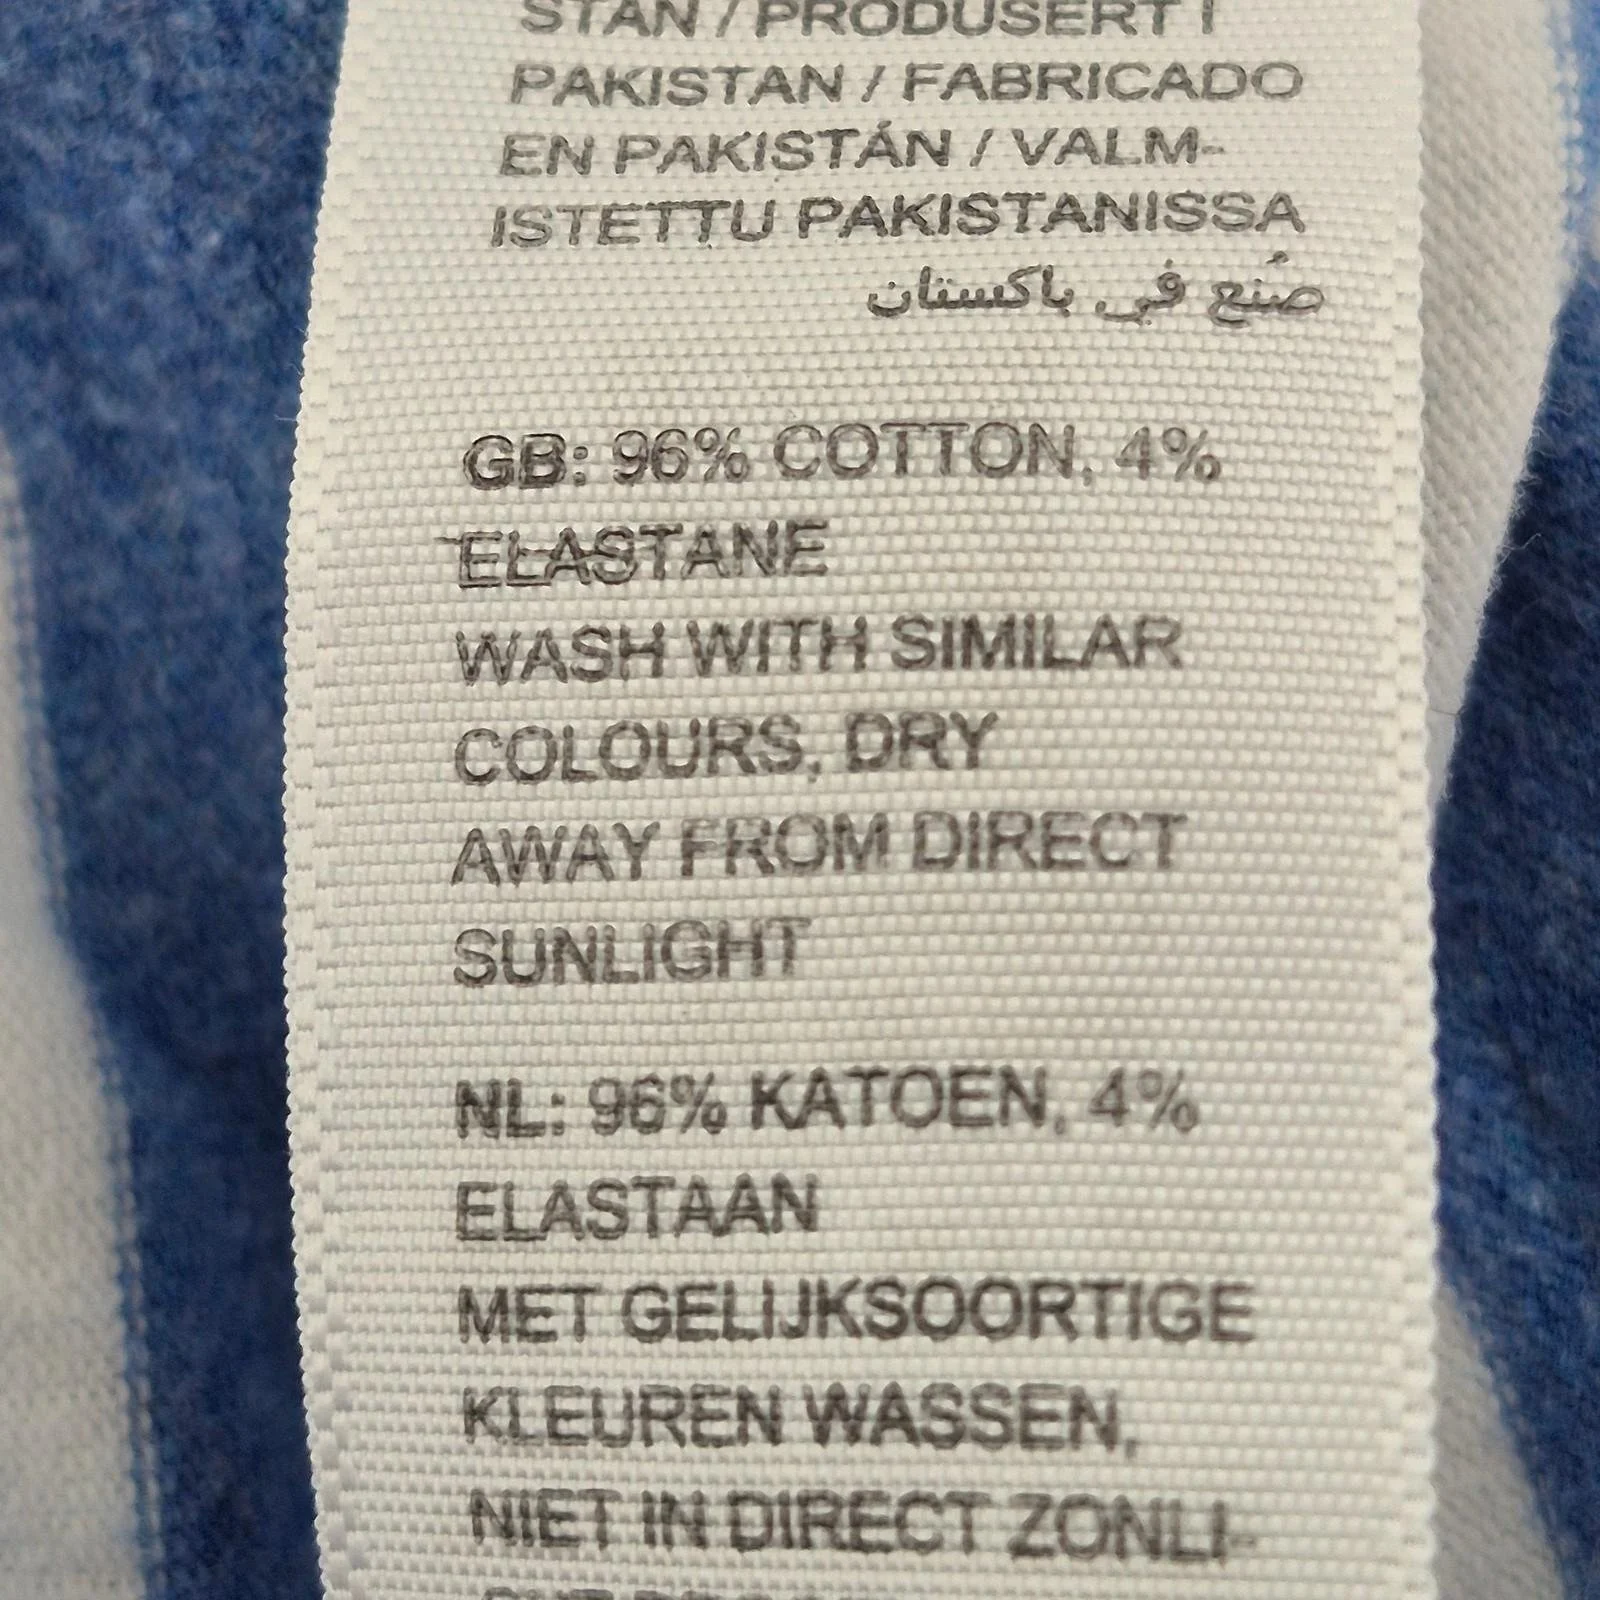 STAN / PRODUSERT I
PAKISTAN / FABRICADO
EN PAKISTÁN / VALM-
ISTETTU PAKISTANISSA
صُنع في باكستان
GB: 96% COTTON, 4%
ELASTANE
WASH WITH SIMILAR
COLOURS, DRY
AWAY FROM DIRECT
SUNLIGHT
NL: 96% KATOEN, 4%
ELASTAAN
MET GELIJKSOORTIGE
KLEUREN WASSEN,
NIET IN DIRECT ZONLI-